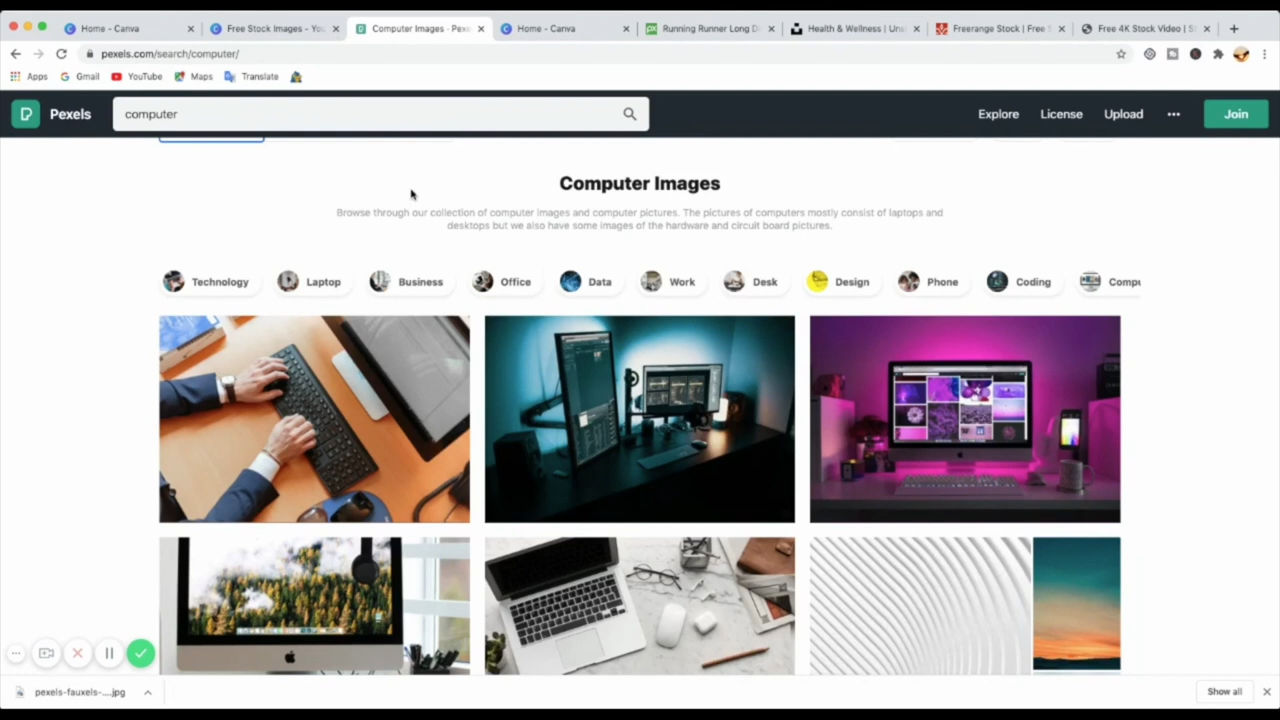 Home - Canva
Free Stock Images - You
Computer Images · Pexe
Home - Canva
Running Runner Long Di
Health & Wellness | Uns
Freerange Stock | Free S
Free 4K Stock Video | S
pexels.com/search/computer/
Apps
Gmail
YouTube
Maps
Translate
Pexels
computer
Explore
License
Upload
Join
Computer Images
Browse through our collection of computer images and computer pictures. The pictures of computers mostly consist of laptops and
desktops but we also have some images of the hardware and circuit board pictures.
Technology
Laptop
Business
Office
Data
Work
Desk
Design
Phone
Coding
Compu
pexels-fauxels-....jpg
Show all